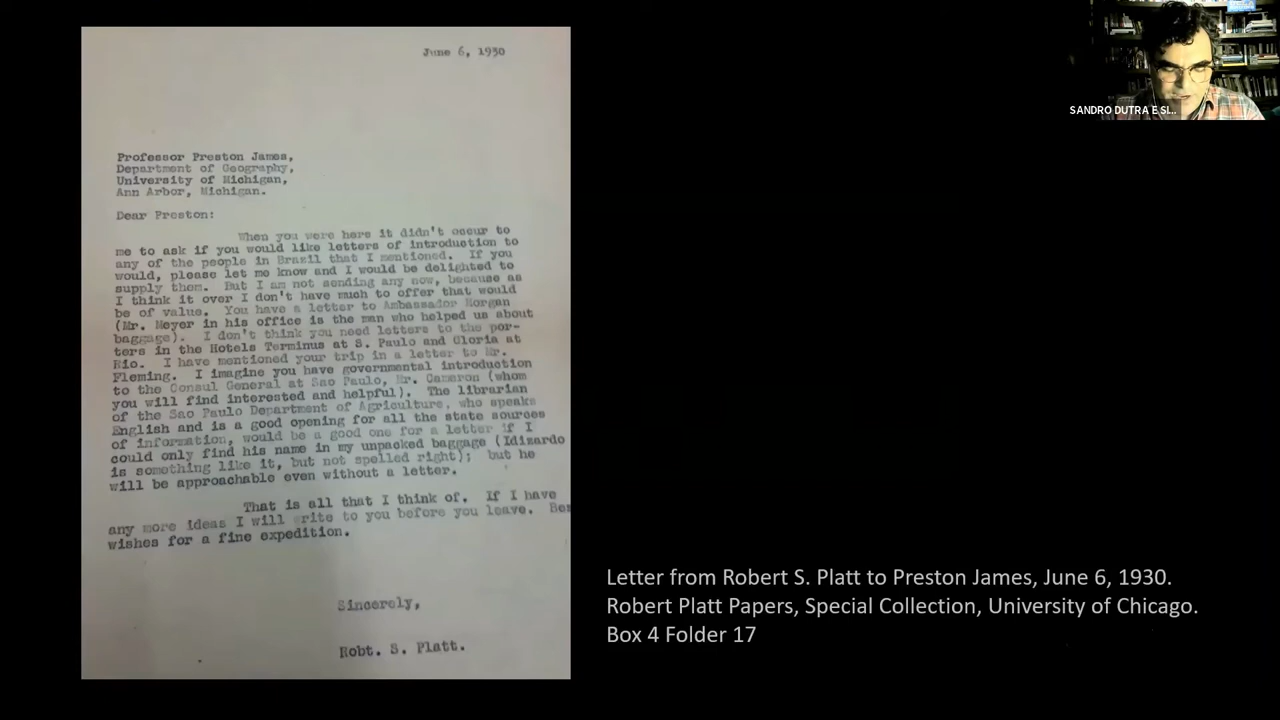 June 6, 1930
Professor Preston James,
Department of Geography,
University of Michigan,
Ann Arbor, Michigan.
Dear Preston:
When you were here it didn't occur to
me to ask if you would like letters of introduction to
any of the people in Brazil that I mentioned. If you
would, please let me know and I would be delighted to
supply them. But I am not sending any now, because as
I think it over I don't have much to offer that would
be of value. You have a letter to Ambassador Morgan
(Mr. Meyer in his office is the man who helped us about
baggage). I don't think you need letters to the por-
ters in the Hotels Terminus at S. Paulo and Gloria at
Rio. I have mentioned your trip in a letter to Mr.
Fleming. I imagine you have governmental introduction
to the Consul General at Sao Paulo, Mr. Cameron (whom
you will find interested and helpful). The librarian
of the Sao Paulo Department of Agriculture, who speaks
English and is a good opening for all the state sources
of information, would be a good one for a letter if I
could only find his name in my unpacked baggage (Idizardo
is something like it, but not spelled right); but he
will be approachable even without a letter.
That is all that I think of. If I have
any more ideas I will write to you before you leave. Bes
wishes for a fine expedition.
Sincerely,
Robt. S. Platt.
Letter from Robert S. Platt to Preston James, June 6, 1930.
Robert Platt Papers, Special Collection, University of Chicago.
Box 4 Folder 17
SANDRO DUTRA E SI...